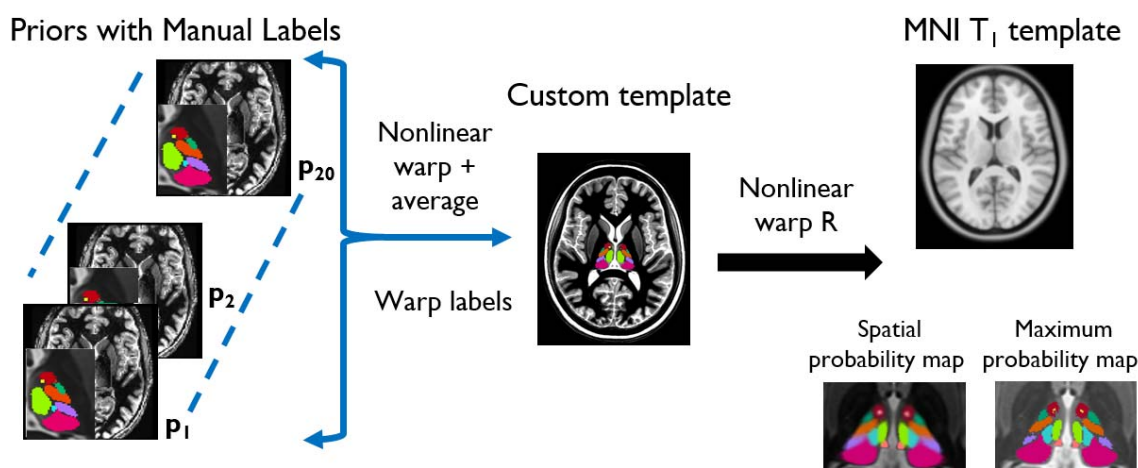 Priors with Manual Labels
p20
p2
p1
Nonlinear
warp +
average
Warp labels
Custom template
Nonlinear
warp R
MNI T1 template
Spatial
probability map
Maximum
probability map